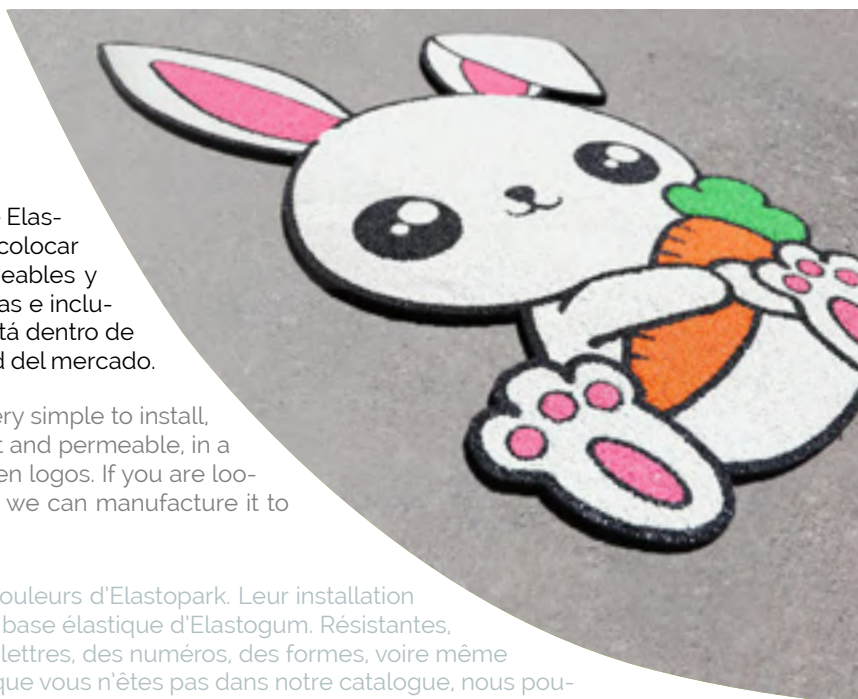 Elas-
colocar
eables y
as e inclu-
tá dentro de
d del mercado.
ery simple to install,
t and permeable, in a
en logos. If you are loo-
we can manufacture it to
ouleurs d'Elastopark. Leur installation
base élastique d'Elastogum. Résistantes,
lettres, des numéros, des formes, voire même
que vous n'êtes pas dans notre catalogue, nous pou-